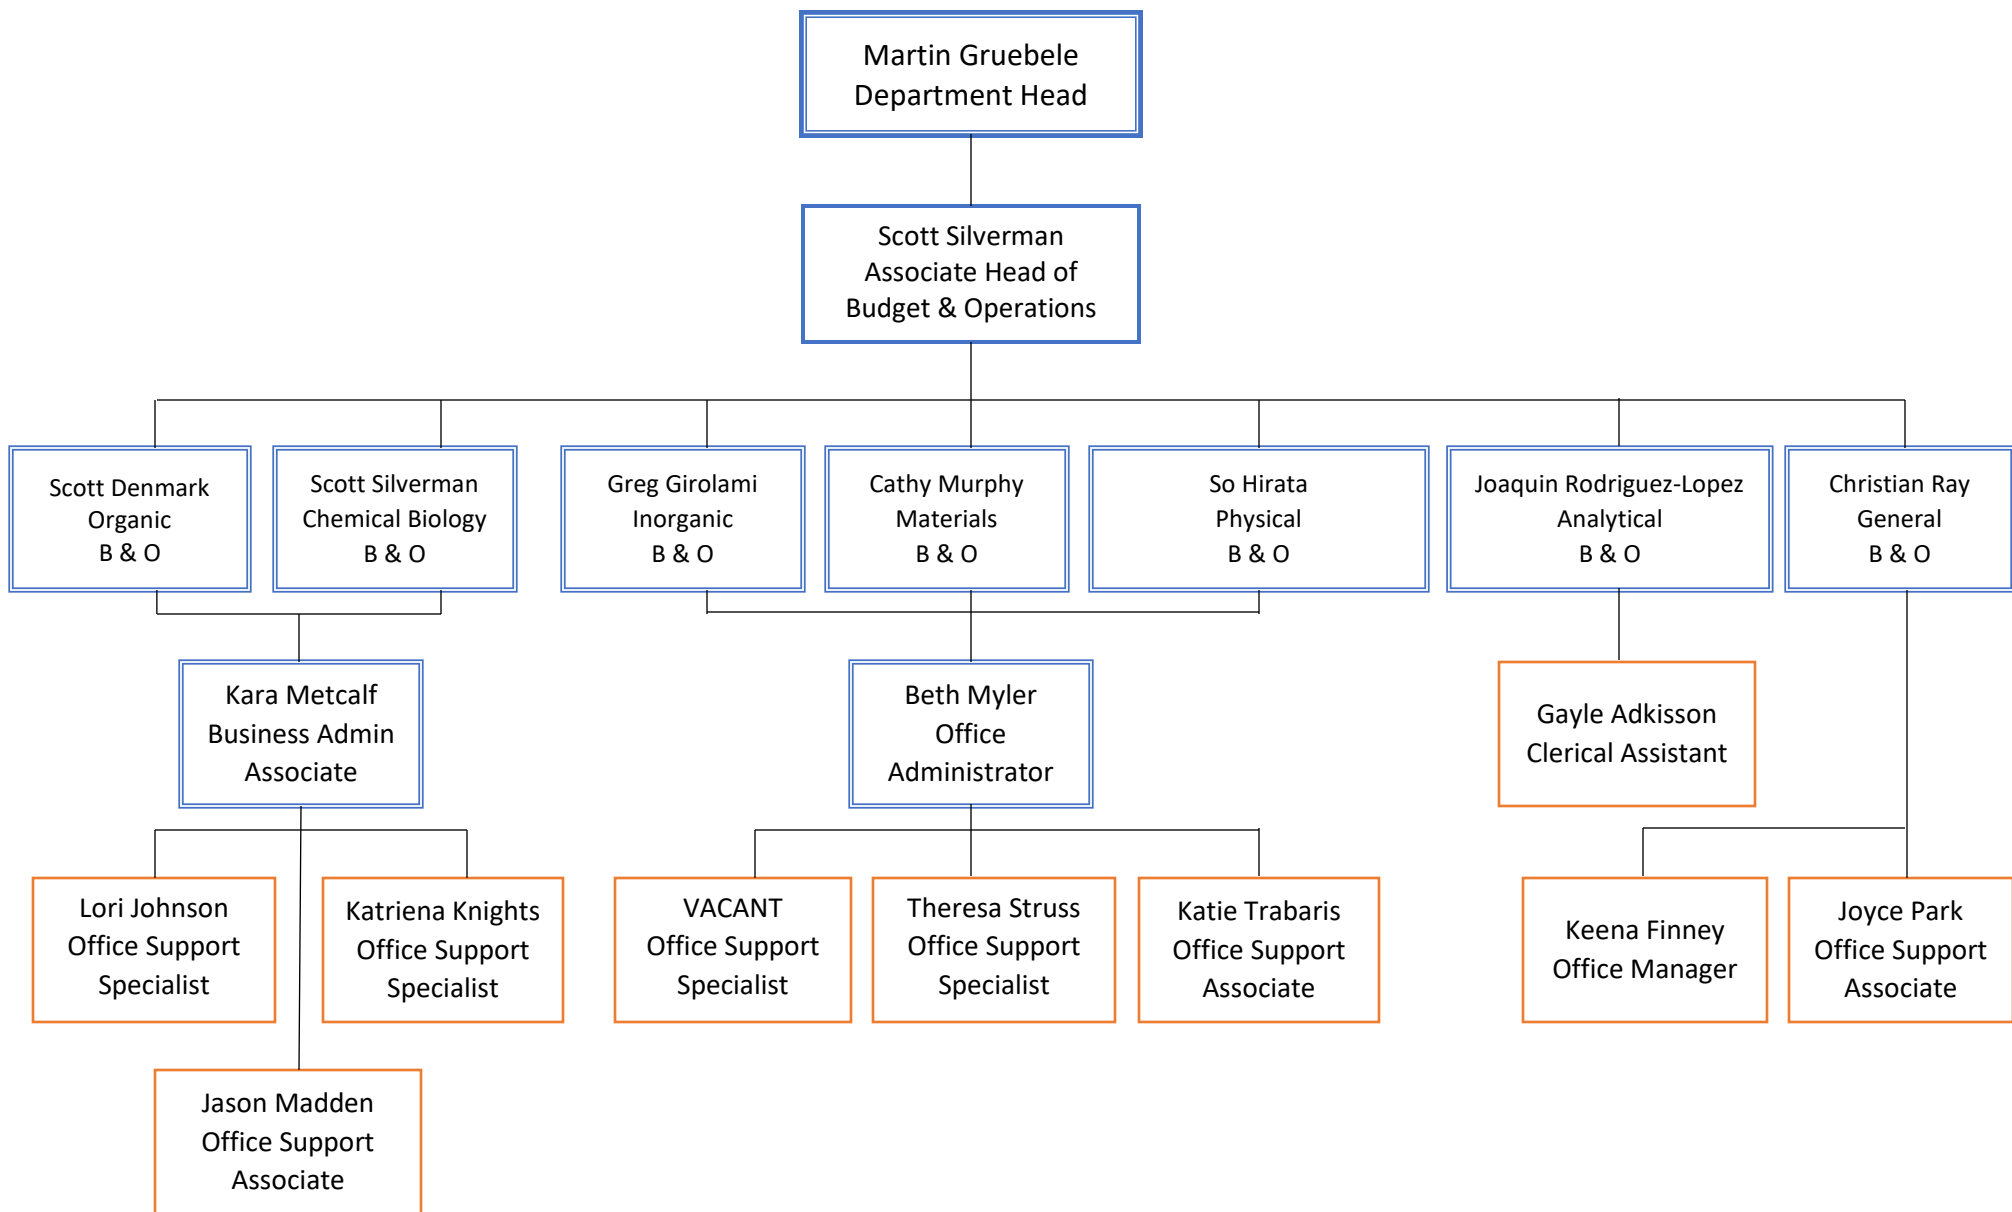 Martin Gruebele
Department Head
Scott Silverman
Associate Head of
Budget & Operations
Scott Denmark
Organic
B & O
Scott Silverman
Chemical Biology
B & O
Greg Girolami
Inorganic
B & O
Cathy Murphy
Materials
B & O
So Hirata
Physical
B & O
Joaquin Rodriguez-Lopez
Analytical
B & O
Christian Ray
General
B & O
Kara Metcalf
Business Admin
Associate
Beth Myler
Office
Administrator
Gayle Adkisson
Clerical Assistant
Lori Johnson
Office Support
Specialist
Katriena Knights
Office Support
Specialist
VACANT
Office Support
Specialist
Theresa Struss
Office Support
Specialist
Katie Trabaris
Office Support
Associate
Keena Finney
Office Manager
Joyce Park
Office Support
Associate
Jason Madden
Office Support
Associate